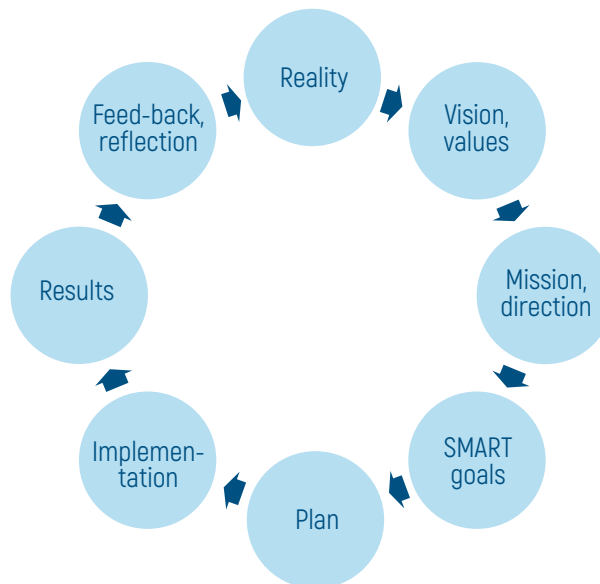 Reality
Vision,
values
Mission,
direction
SMART
goals
Plan
Implemen-
tation
Results
Feed-back,
reflection